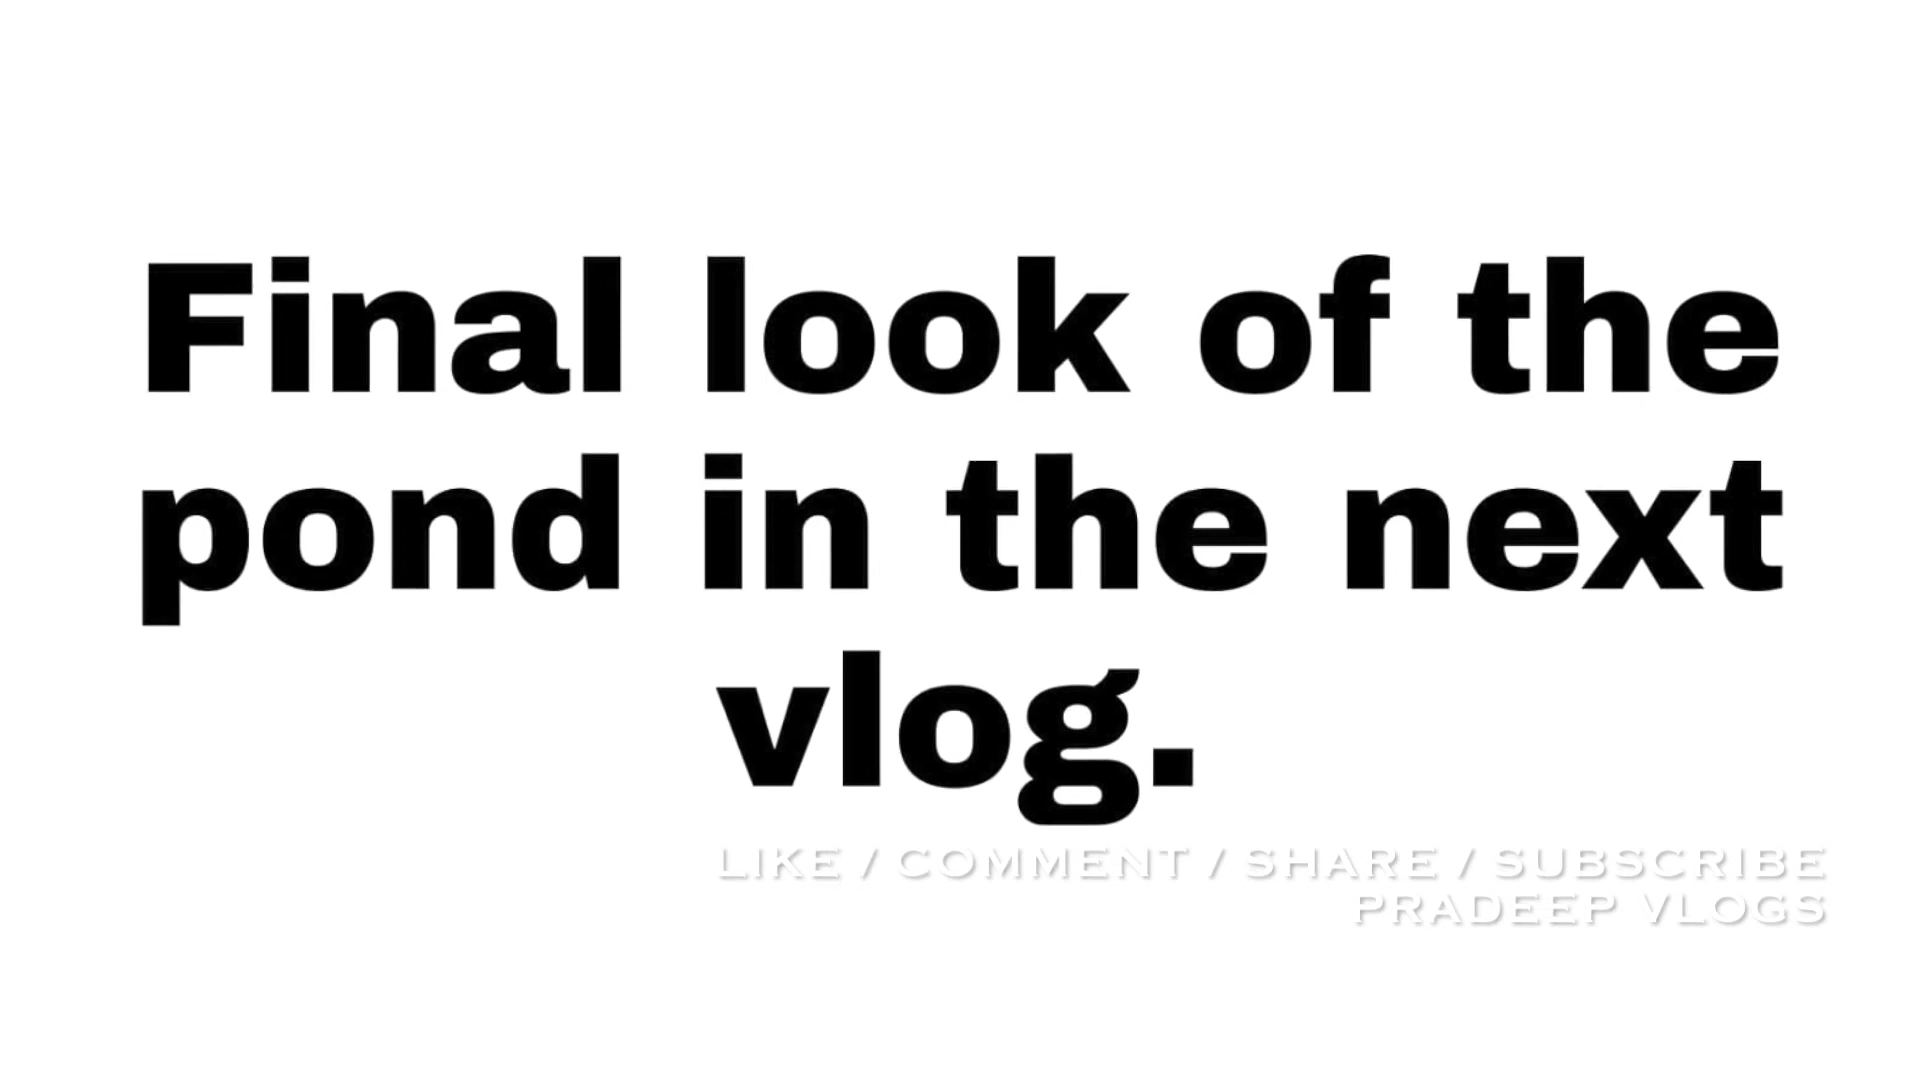 Final look of the
pond in the next
vlog.
LIKE / COMMENT / SHARE / SUBSCRIBE
PRADEEP VLOGS